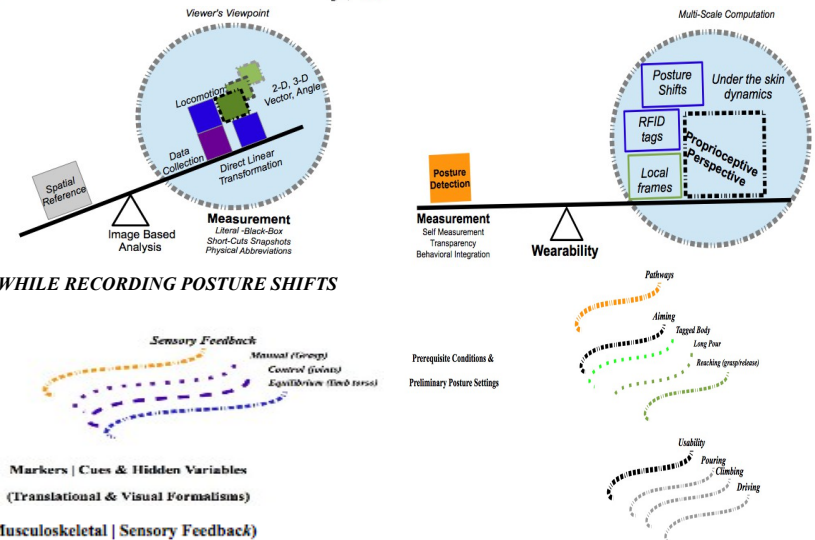 Viewer's Viewpoint
Locomotion
2-D, 3-D
Vector, Angle
Data
Collection
Direct Linear
Transformation
Spatial
Reference
Image Based
Analysis
Measurement
Literal -Black-Box
Short-Cuts Snapshots
Physical Abbreviations
WHILE RECORDING POSTURE SHIFTS
Sensory Feedback
Manual (Grasp)
Control (joints)
Equilibrium (limb torso)
Markers | Cues & Hidden Variables
(Translational & Visual Formalisms)
Musculoskeletal | Sensory Feedback)
Multi-Scale Computation
Posture
Shifts
Under the skin
dynamics
RFID
tags
Proprioceptive
Perspective
Local
frames
Posture
Detection
Measurement
Self Measurement
Transparency
Behavioral Integration
Wearability
Pathways
Aiming
Tagged Body
Long Pour
Reaching (grasp/release)
Prerequisite Conditions &
Preliminary Posture Settings
Usability
Pouring
Climbing
Driving